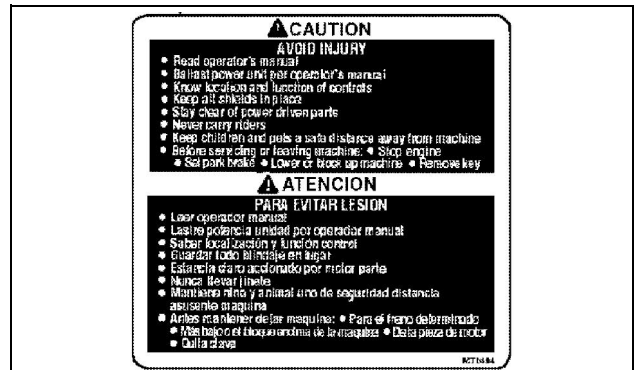 CAUTION
AVOID INJURY
• Read operator's manual
• Ballast power unit per operator's manual
• Know location and function of controls
• Keep all shields in place
• Stay clear of power driven parts
• Never carry riders
• Keep children and pets a safe distance away from machine
• Before servicing or leaving machine: • Stop engine
• Set park brake • Lower or block up machine • Remove key
ATENCION
PARA EVITAR LESION
• Leer operador manual
• Lastre potencia unidad por operador manual
• Saber localización y función control
• Guardar todo blindaje en lugar
• Estancia claro accionado por motor parte
• Nunca llevar jinete
• Mantiene nino y animal uno de seguridad distancia
asusente maquina
• Antes mantener dejar maquina: • Para el freno determinado
• Mas bajo o el bloque encima de la maquina • Deta pieza de motor
• Quita clave